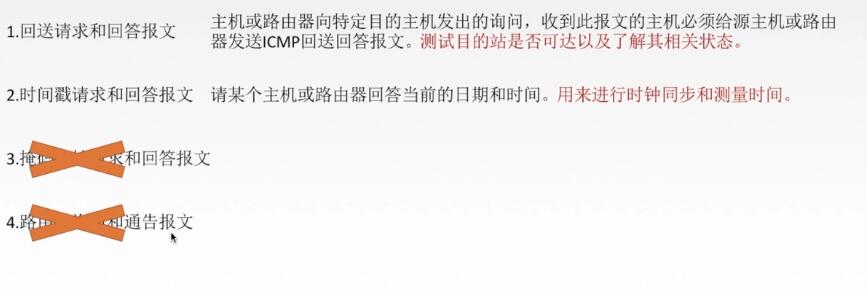 1.回送请求和回答报文
主机或路由器向特定目的主机发出的询问，收到此报文的主机必须给源主机或路由
器发送ICMP回送回答报文。测试目的站是否可达以及了解其相关状态。
2.时间戳请求和回答报文 请某个主机或路由器回答当前的日期和时间。用来进行时钟同步和测量时间。
3.掩 求和回答报文
4.路 和通告报文